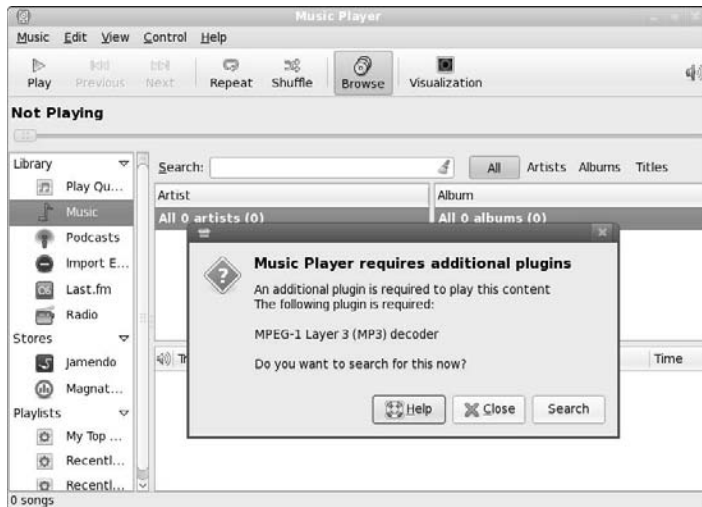 Music Player
Music Edit View Control Help
Play Previous Next Repeat Shuffle Browse Visualization
Not Playing
Library
Play Qu...
Music
Podcasts
Import E...
Last.fm
Radio
Stores
Jamendo
Magnat...
Playlists
My Top ...
Recentl...
Recentl...
Search:
All Artists Albums Titles
Artist Album
All 0 artists (0) All 0 albums (0)
Music Player requires additional plugins
An additional plugin is required to play this content
The following plugin is required:
MPEG-1 Layer 3 (MP3) decoder
Do you want to search for this now?
Help Close Search
Time
0 songs